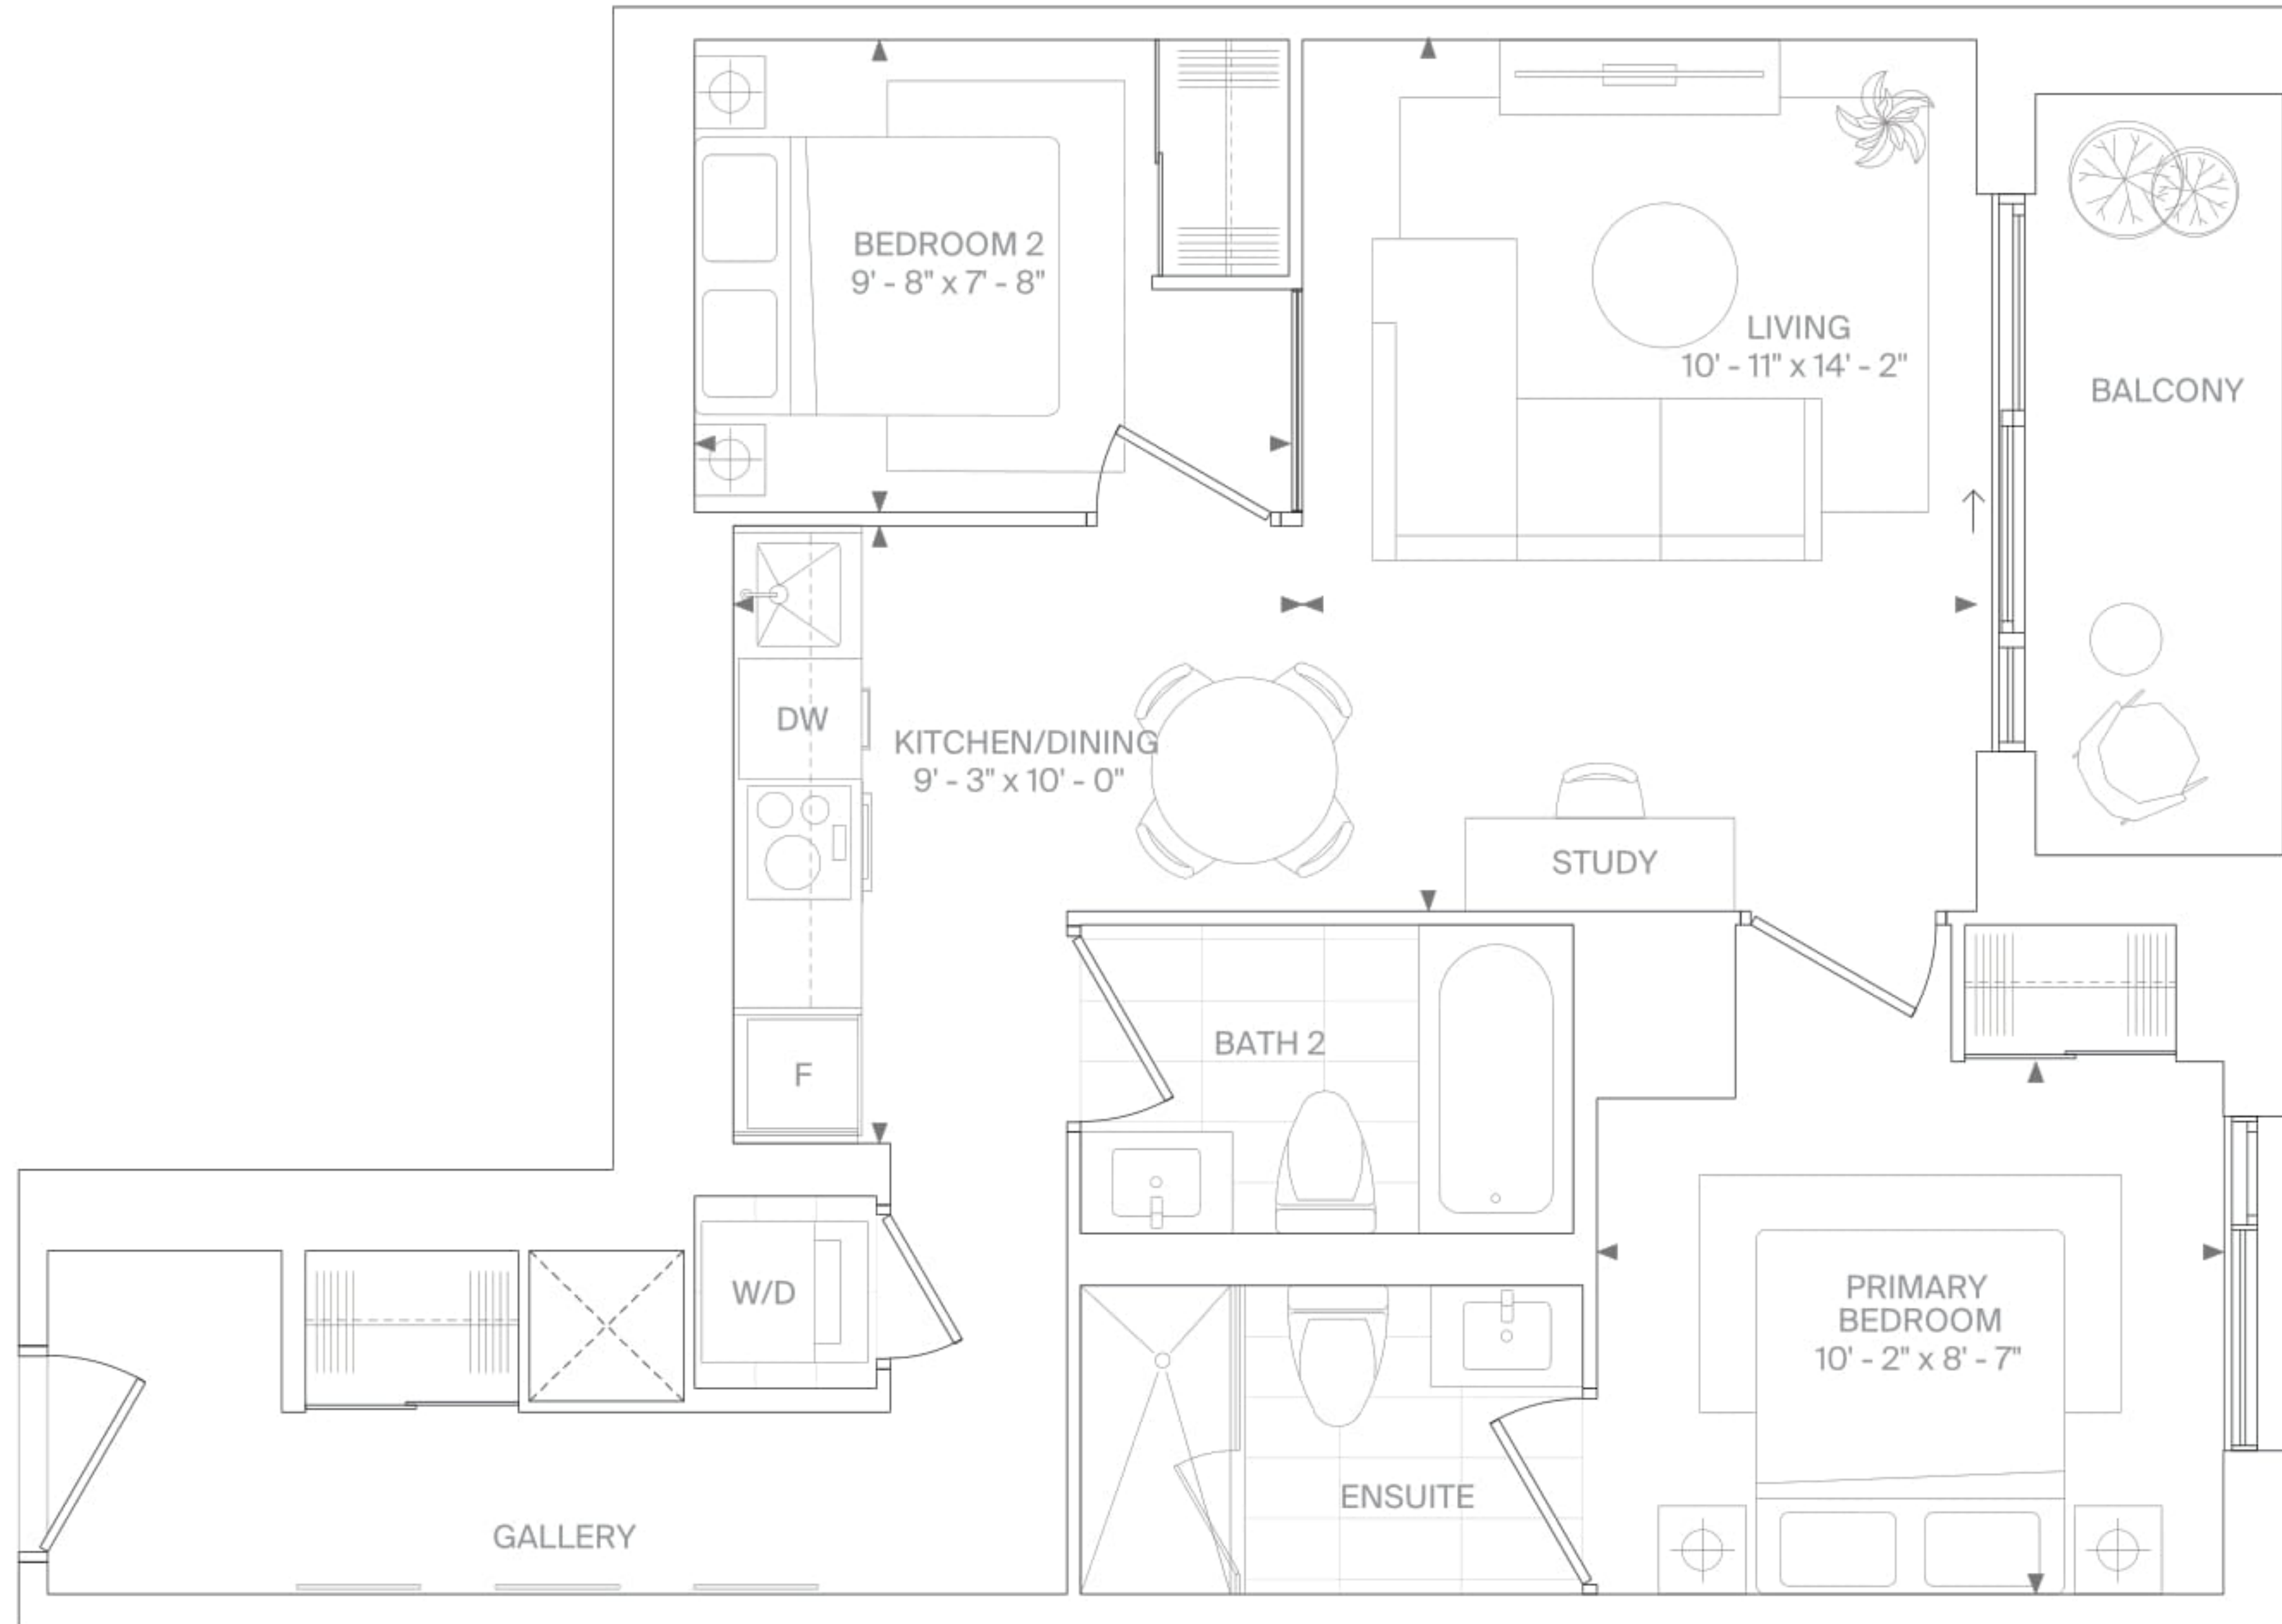 BEDROOM 2
9' - 8" x 7' - 8"
LIVING
10' - 11" x 14' - 2"
BALCONY
DW
KITCHEN/DINING
9' - 3" x 10' - 0"
STUDY
BATH 2
F
W/D
PRIMARY
BEDROOM
10' - 2" x 8' - 7"
ENSUITE
GALLERY